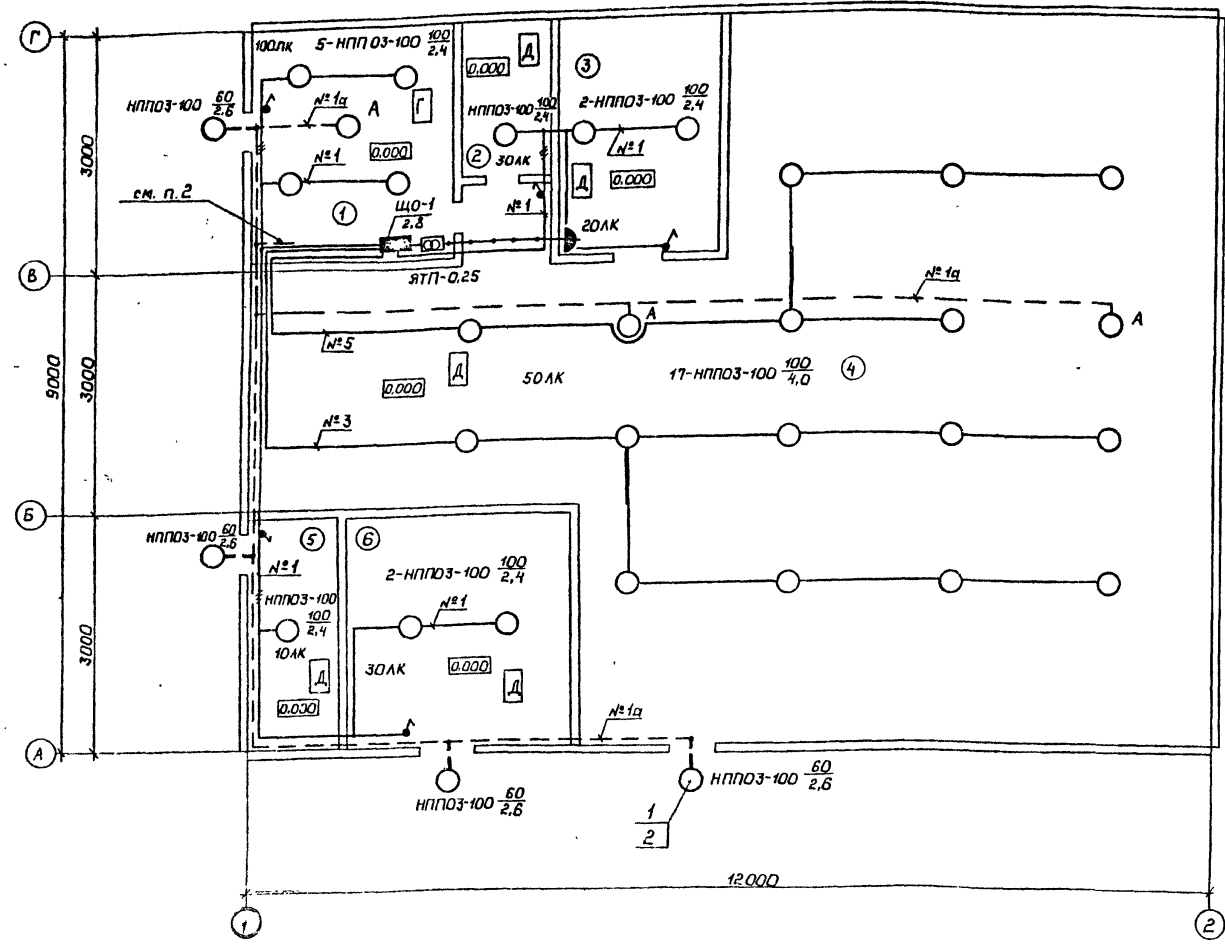 Г
100ЛК
5-НПП 03-100 100/2,4
0.000
Д
3
НПП03-100 60/2.6
№1а
А
Г
НПП03-100 100/2,4
2-НПП03-100 100/2,4
№1
0.000
2
30ЛК
№1
Д
0.000
3000
см. п.2
1
ЩО-1
2,8
№1
20ЛК
В
ЯТП-0.25
№1а
А
А
№5
9000
3000
0.000
Д
50ЛК
17-НПП03-100 100/4,0
4
№3
Б
НПП03-100 60/2.6
5
6
№1
2-НПП03-100 100/2,4
НПП03-100
100/2,4
№1
10ЛК
30ЛК
0.000
3000
Д
Д
0.000
№1а
А
НПП03-100 60/2,6
НПП03-100 60/2,6
1
2
12000
1
2